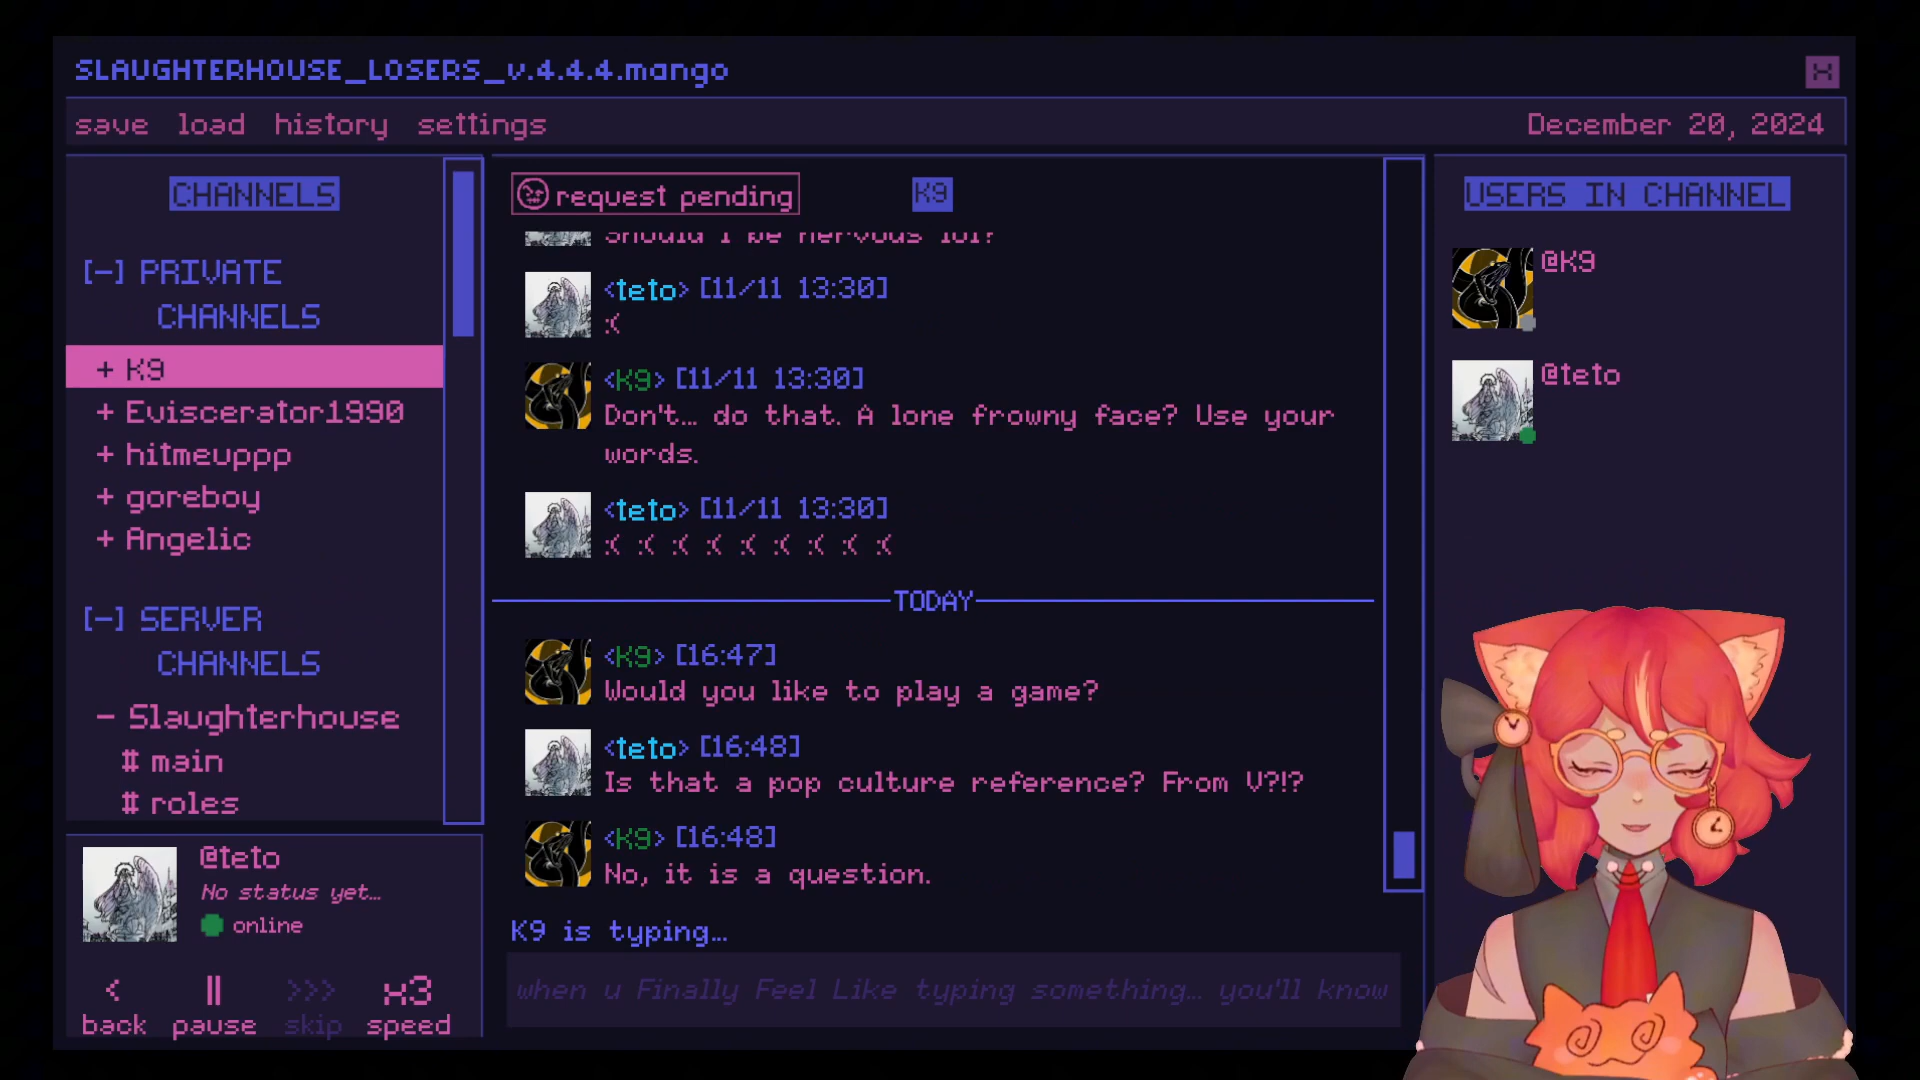 SLAUGHTERHOUSE_LOSERS_v.4.4.4.mango
save load history settings
December 20, 2024
CHANNELS
[-] PRIVATE
CHANNELS
+ K9
+ Eviscerator1990
+ hitmeuppp
+ goreboy
+ Angelic
[-] SERVER
CHANNELS
- Slaughterhouse
# main
# roles
@teto
No status yet...
online
< || >>> x3
back pause skip speed
request pending
K9
Should I be nervous lol?
<teto> [11/11 13:30]
:(
<K9> [11/11 13:30]
Don't... do that. A lone frowny face? Use your
words.
<teto> [11/11 13:30]
:( :( :( :( :( :( :( :( :(
TODAY
<K9> [16:47]
Would you like to play a game?
<teto> [16:48]
Is that a pop culture reference? From V?!?
<K9> [16:48]
No, it is a question.
K9 is typing...
when u Finally Feel Like typing something... you'll know
USERS IN CHANNEL
@K9
@teto